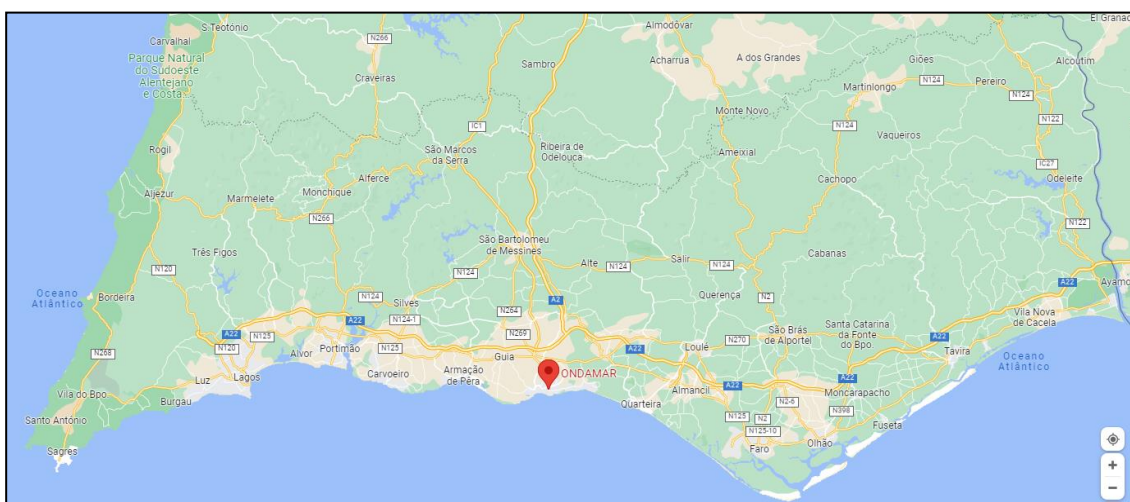 S.Teotónio
Almodôvar
El Granado
N266
Carvalhal
Giões
Alcoutim
Parque Natural
do Sudoeste
Alentejano
e Costa...
Sambro
Acharrua
A dos Grandes
Craveiras
N124
Pereiro
Martinlongo
N124
Monte Novo
N122
IC1
N124
Vaqueiros
Rogil
São Marcos
da Serra
Ribeira de
Odelouca
Ameixial
IC27
Alferce
Cachopo
Odeleite
Aljezur
Marmelete
Monchique
N266
N122
São Bartolomeu
de Messines
Três Figos
Cabanas
Alte
Salir
N120
N124
N124
N124
A22
Ayamo
Oceano
Atlântico
Bordeira
N124
Silves
A2
Querença
N2
Vila Nova
de Cacela
N264
N124-1
A22
São Brás
de Alportel
Santa Catarina
da Fonte
do Bpo
A22
N125
N269
N270
N120
Alvor
Portimão
N125
Guia
A22
Loulé
Tavira
Oceano
Atlântico
N268
Luz
Lagos
Carvoeiro
Armação
de Pêra
ONDAMAR
A22
A22
Vila do Bpo
Almancil
Moncarapacho
Burgau
Quarteira
N2-6
N398
Santo António
N125
N2
Fuseta
N125-10
Olhão
Faro
Sagres